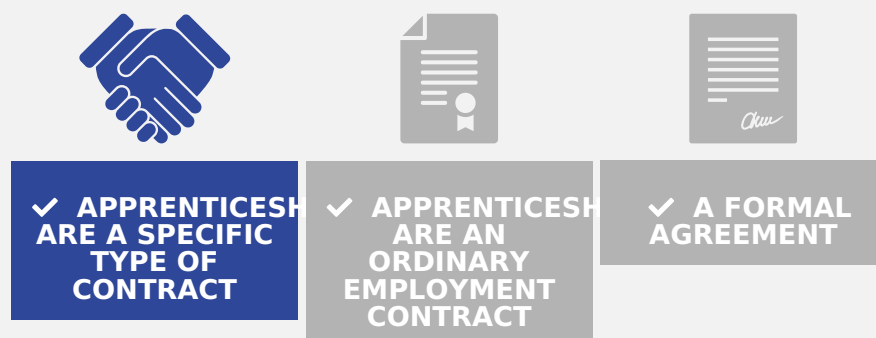 ✓ APPRENTICESH
ARE A SPECIFIC
TYPE OF
CONTRACT
✓ APPRENTICESH
ARE AN
ORDINARY
EMPLOYMENT
CONTRACT
✓ A FORMAL
AGREEMENT